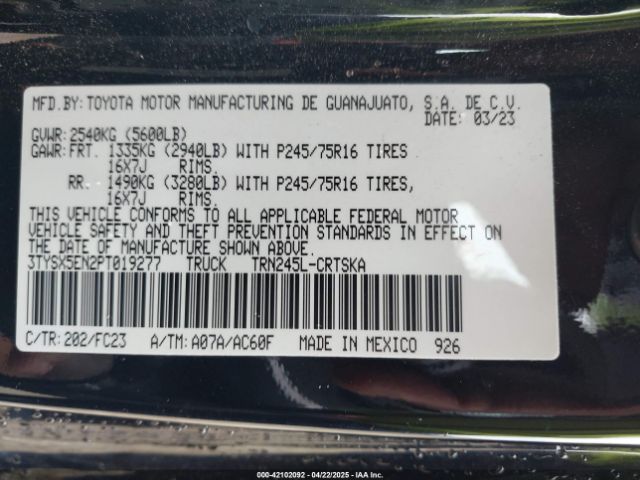 MFD.BY:TOYOTA MOTOR MANUFACTURING DE GUANAJUATO, S.A. DE C.V.
DATE: 03/23
GVWR:2540KG (5600LB)
GAWR:FRT. 1335KG (2940LB) WITH P245/75R16 TIRES
16X7J RIMS.
RR. 1490KG (3280LB) WITH P245/75R16 TIRES,
16X7J RIMS.
THIS VEHICLE CONFORMS TO ALL APPLICABLE FEDERAL MOTOR
VEHICLE SAFETY AND THEFT PREVENTION STANDARDS IN EFFECT ON
THE DATE OF MANUFACTURE SHOWN ABOVE.
3TYSX5EN2PT019277 TRUCK TRN245L-CRTSKA
C/TR:202/FC23 A/TM:A07A/AC60F MADE IN MEXICO 926
000-42102092 - 04/22/2025 - IAAI.CA